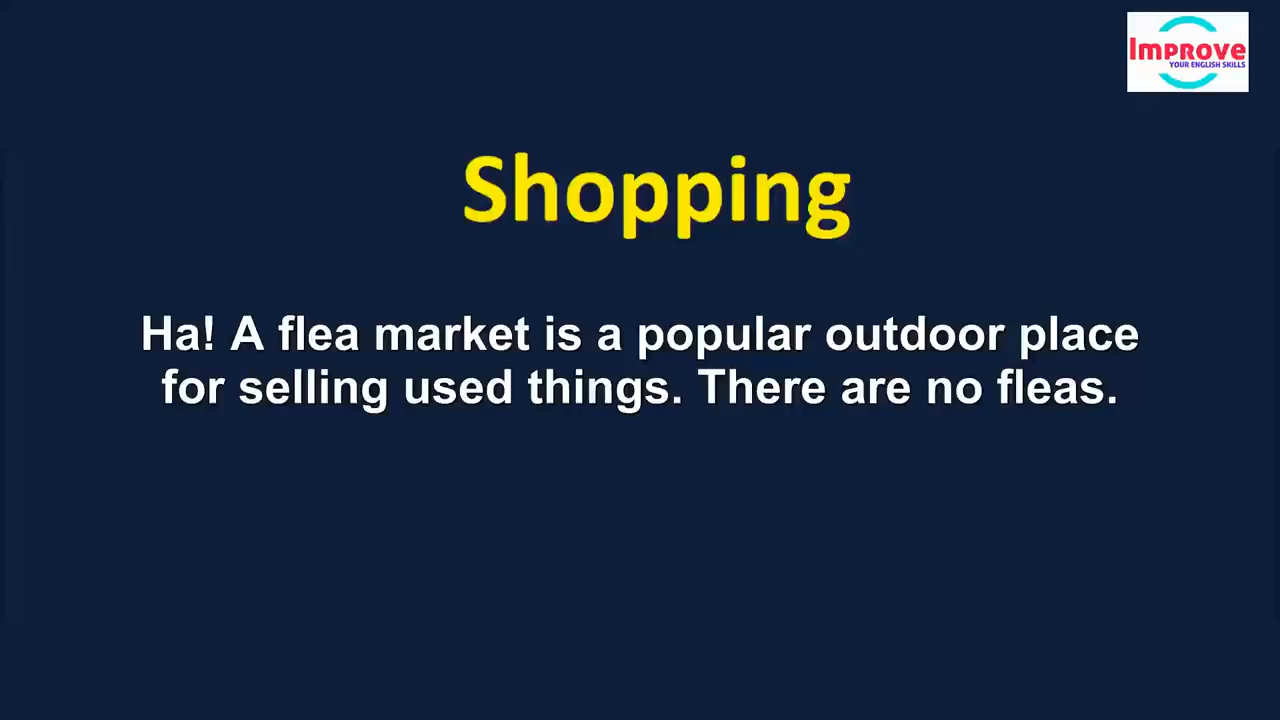 Improve
YOUR ENGLISH SKILLS
Shopping
Ha! A flea market is a popular outdoor place
for selling used things. There are no fleas.